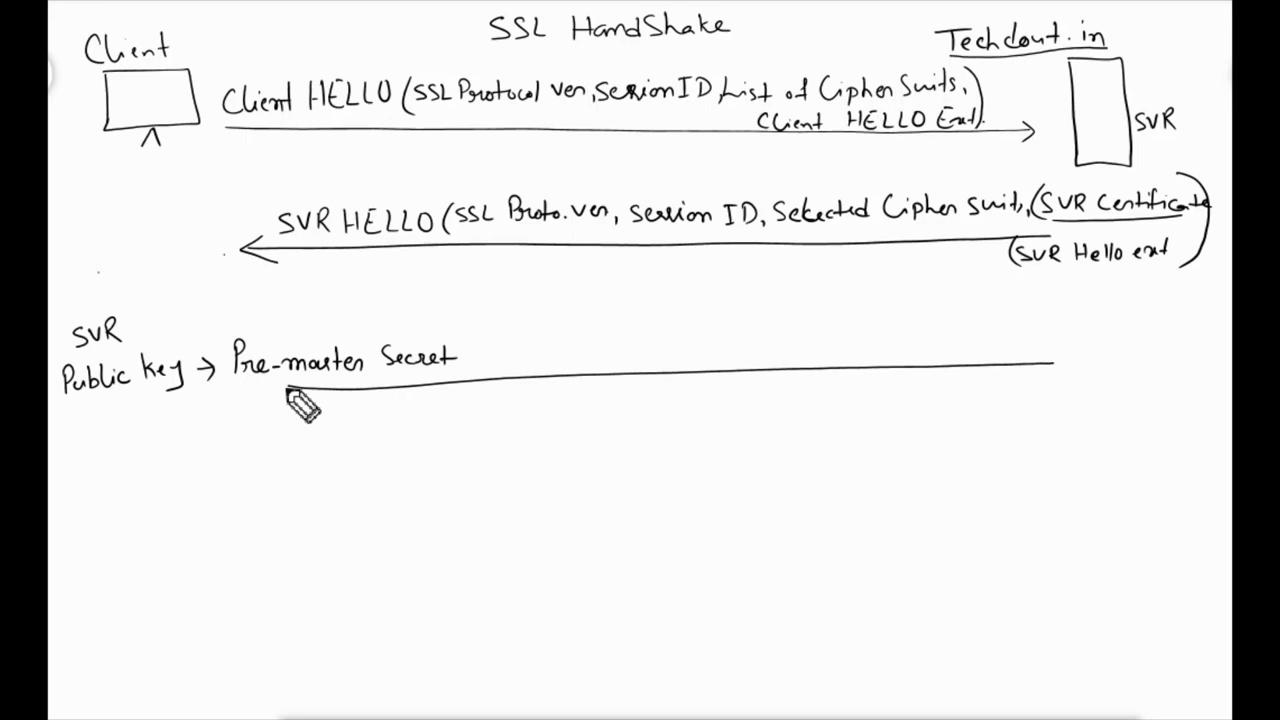 SSL HandShake
Client
Techdout.in
Client HELLO (SSL Protocol ver, Session ID, List of Cipher Suits,
Client HELLO Ext).
SVR
SVR HELLO (SSL Proto. ver, Session ID, Selected Cipher Suit, (SVR Certificate)
(SVR Hello ext
SVR
Public key → Pre-master Secret